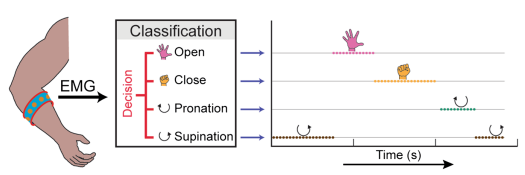 Classification
EMG
Decision
Open
Close
Pronation
Supination
Time (s)